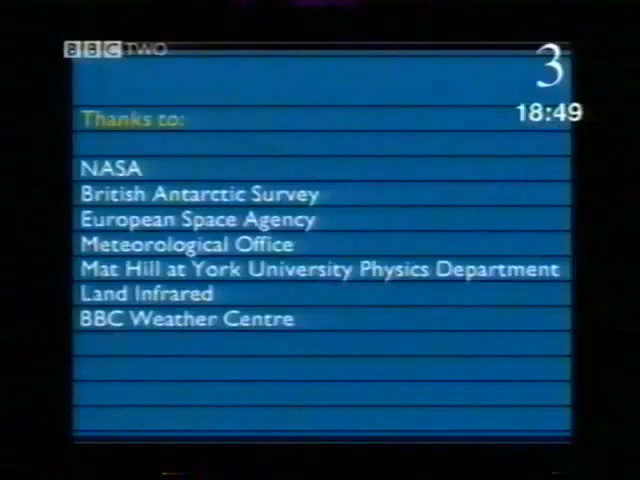 BBC TWO
3
18:49
Thanks to:
NASA
British Antarctic Survey
European Space Agency
Meteorological Office
Mat Hill at York University Physics Department
Land Infrared
BBC Weather Centre